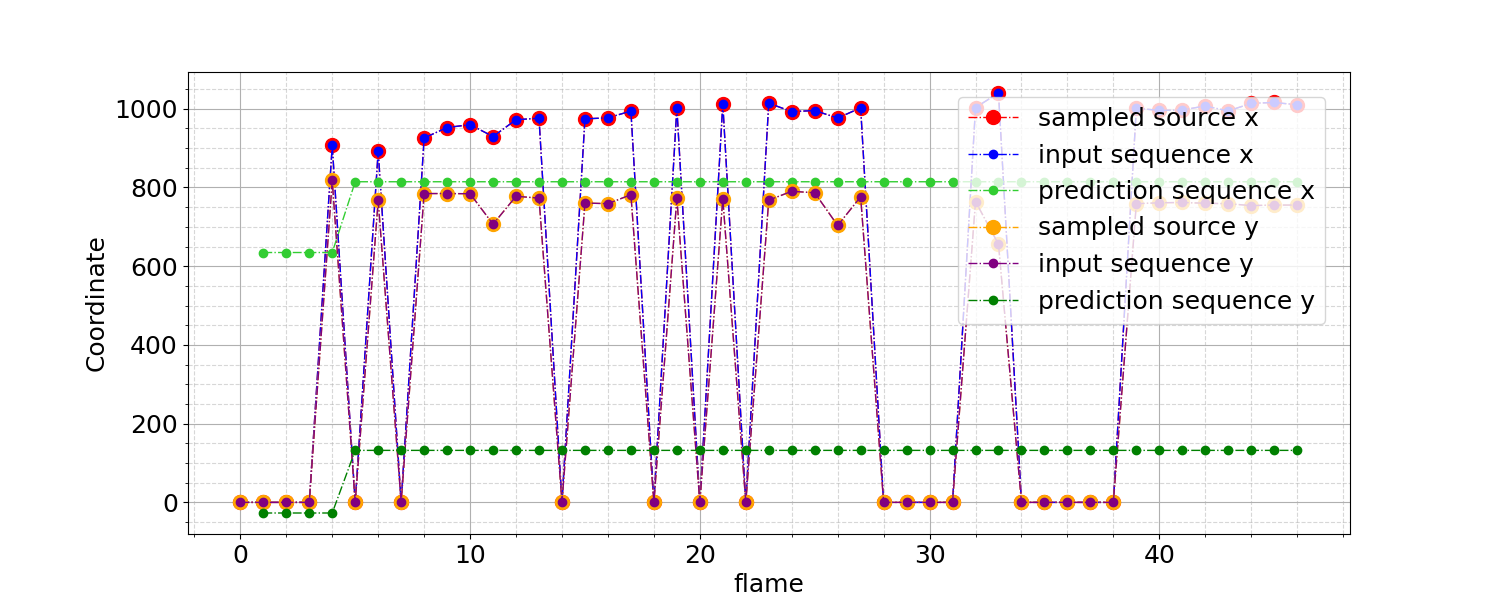 Coordinate
1000
800
600
400
200
0
0 10 20 30 40
flame
sampled source x
input sequence x
prediction sequence x
sampled source y
input sequence y
prediction sequence y